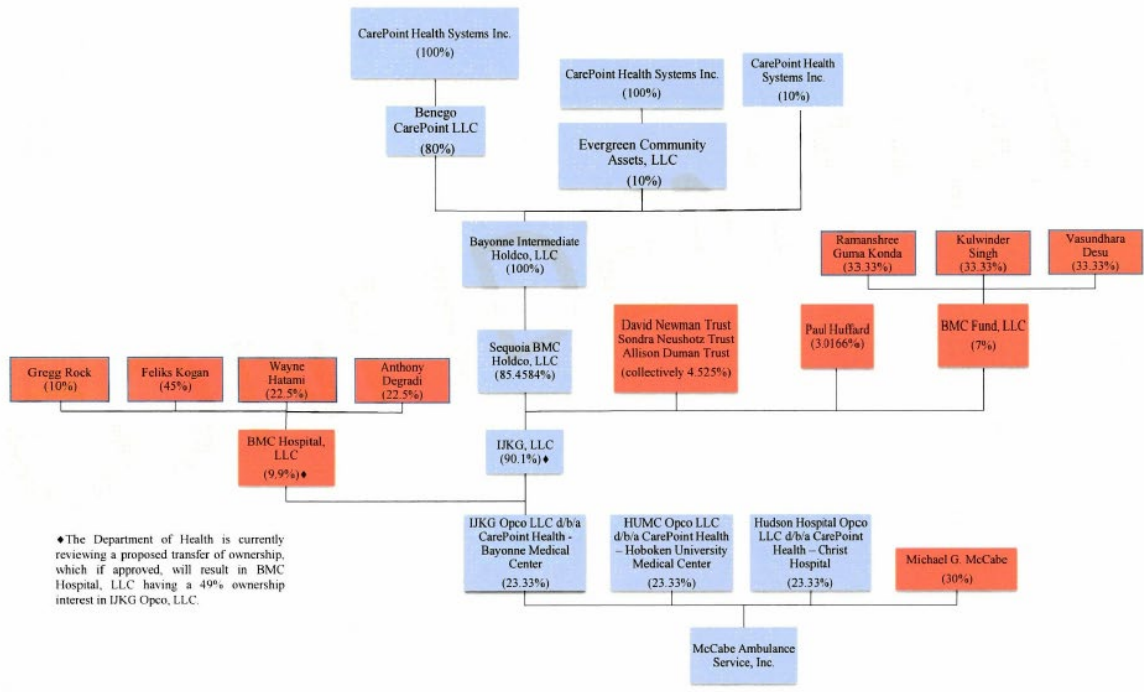 CarePoint Health Systems Inc.
(100%)
CarePoint Health Systems Inc.
(100%)
CarePoint Health
Systems Inc.
(10%)
Benego
CarePoint LLC
(80%)
Evergreen Community
Assets, LLC
(10%)
Bayonne Intermediate
Holdco, LLC
(100%)
Ramanshree
Guma Konda
(33.33%)
Kulwinder
Singh
(33.33%)
Vasundhara
Desu
(33.33%)
Sequoia BMC
Holdco, LLC
(85.4584%)
David Newman Trust
Sondra Neushotz Trust
Allison Duman Trust
(collectively 4.525%)
Paul Huffard
(3.0166%)
BMC Fund, LLC
(7%)
Gregg Rock
(10%)
Feliks Kogan
(45%)
Wayne
Hatami
(22.5%)
Anthony
Degradi
(22.5%)
BMC Hospital,
LLC
(9.9%)♦
IJKG, LLC
(90.1%)♦
♦The Department of Health is currently
reviewing a proposed transfer of ownership,
which if approved, will result in BMC
Hospital, LLC having a 49% ownership
interest in IJKG Opco, LLC.
IJKG Opco LLC d/b/a
CarePoint Health -
Bayonne Medical
Center
(23.33%)
HUMC Opco LLC
d/b/a CarePoint Health
– Hoboken University
Medical Center
(23.33%)
Hudson Hospital Opco
LLC d/b/a CarePoint
Health – Christ
Hospital
(23.33%)
Michael G. McCabe
(30%)
McCabe Ambulance
Service, Inc.